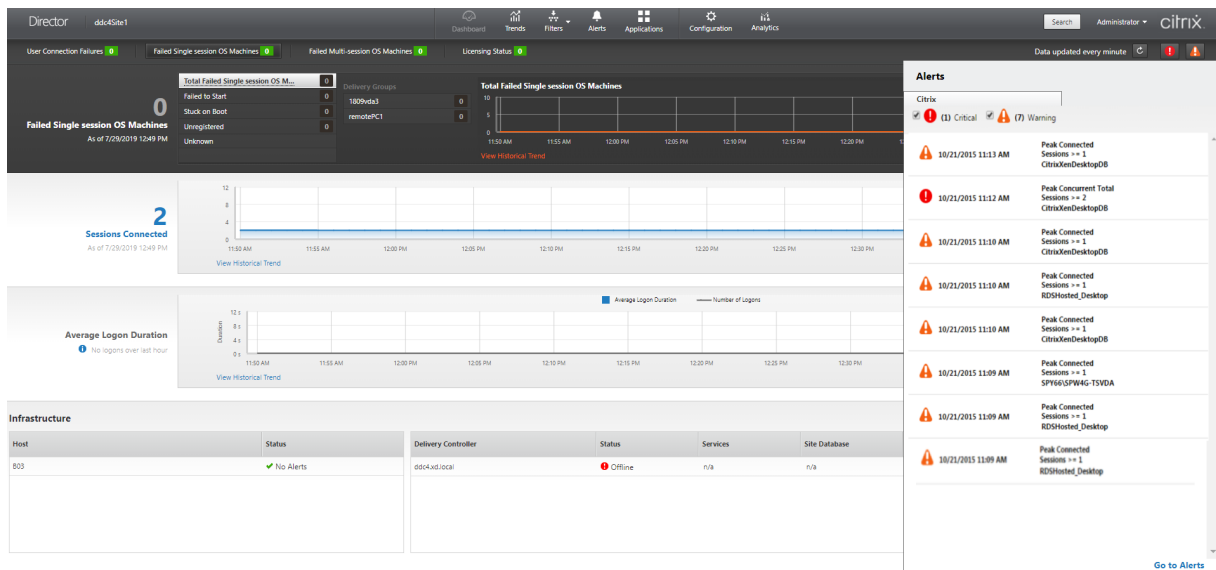 Director ddc4Site1
Dashboard Trends Filters Alerts Applications Configuration Analytics
Search Administrator citrix
User Connection Failures 0 Failed Single session OS Machines 0 Failed Multi-session OS Machines 0 Licensing Status 0
Data updated every minute
0
Failed Single session OS Machines
As of 7/29/2019 12:49 PM
Total Failed Single session OS M... 0
Failed to Start 0
Stuck on Boot 0
Unregistered 0
Unknown
Delivery Groups
1809vda3 0
remotePC1 0
Total Failed Single session OS Machines
10
5
0
11:50 AM 11:55 AM 12:00 PM 12:05 PM 12:10 PM 12:15 PM 12:20 PM
View Historical Trend
2
Sessions Connected
As of 7/29/2019 12:49 PM
12
8
4
0
11:50 AM 11:55 AM 12:00 PM 12:05 PM 12:10 PM 12:15 PM 12:20 PM 12:25 PM 12:30 PM
View Historical Trend
Average Logon Duration
No logons over last hour
Average Logon Duration Number of Logons
Duration
12 s
8 s
4 s
0 s
11:50 AM 11:55 AM 12:00 PM 12:05 PM 12:10 PM 12:15 PM 12:20 PM 12:25 PM 12:30 PM
View Historical Trend
Infrastructure
Host Status
803 No Alerts
Delivery Controller Status Services Site Database
ddc4.xd.local Offline n/a n/a
Alerts
Citrix
(1) Critical (7) Warning
10/21/2015 11:13 AM
Peak Connected
Sessions >= 1
CitrixXenDesktopDB
10/21/2015 11:12 AM
Peak Concurrent Total
Sessions >= 2
CitrixXenDesktopDB
10/21/2015 11:10 AM
Peak Connected
Sessions >= 1
CitrixXenDesktopDB
10/21/2015 11:10 AM
Peak Connected
Sessions >= 1
RDSHosted_Desktop
10/21/2015 11:10 AM
Peak Connected
Sessions >= 1
CitrixXenDesktopDB
10/21/2015 11:09 AM
Peak Connected
Sessions >= 1
SPY66\SPW4G-TSVDA
10/21/2015 11:09 AM
Peak Connected
Sessions >= 1
RDSHosted_Desktop
10/21/2015 11:09 AM
Peak Connected
Sessions >= 1
RDSHosted_Desktop
Go to Alerts